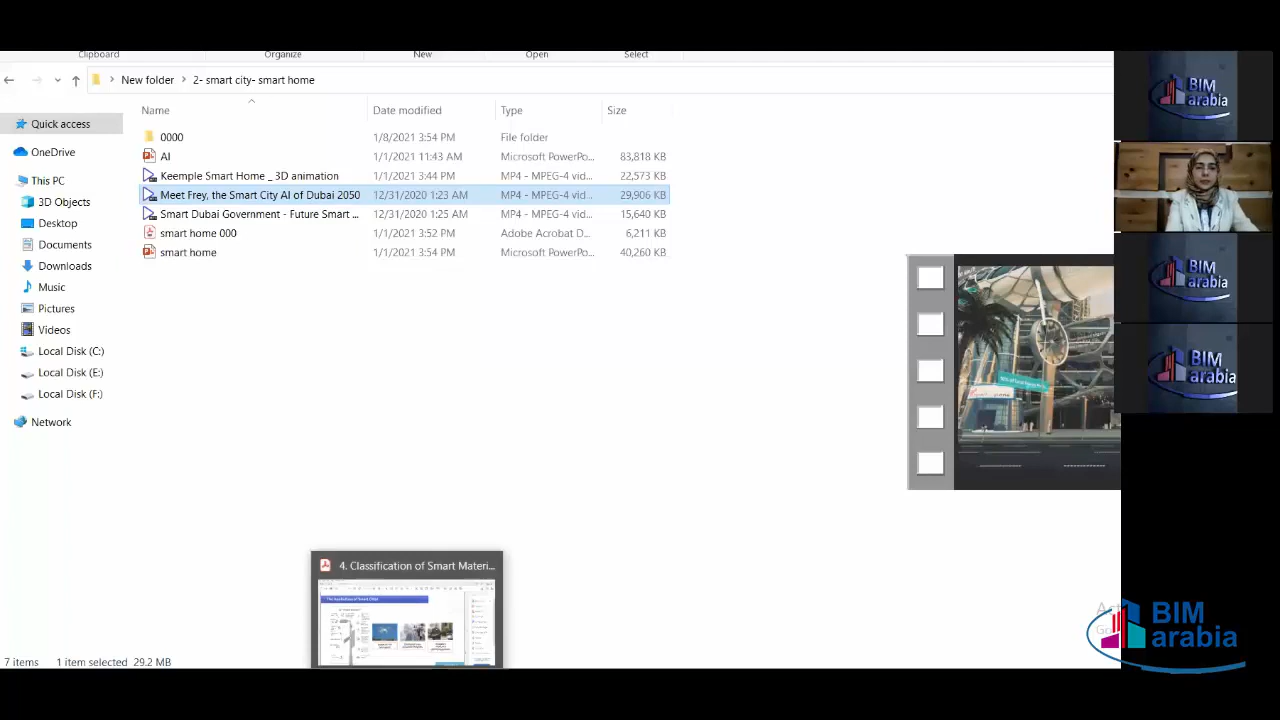 Clipboard
Organize
New
Open
Select
New folder
2- smart city- smart home
Name
Date modified
Type
Size
Quick access
OneDrive
This PC
3D Objects
Desktop
Documents
Downloads
Music
Pictures
Videos
Local Disk (C:)
Local Disk (E:)
Local Disk (F:)
Network
0000 1/8/2021 3:54 PM File folder
AI 1/1/2021 11:43 AM Microsoft PowerPo... 83,818 KB
Keemple Smart Home _ 3D animation 1/1/2021 3:44 PM MP4 - MPEG-4 vid... 22,573 KB
Meet Frey, the Smart City AI of Dubai 2050 12/31/2020 1:23 AM MP4 - MPEG-4 vid... 29,906 KB
Smart Dubai Government - Future Smart ... 12/31/2020 1:25 AM MP4 - MPEG-4 vid... 15,640 KB
smart home 000 1/1/2021 3:52 PM Adobe Acrobat D... 6,211 KB
smart home 1/1/2021 3:54 PM Microsoft PowerPo... 40,260 KB
4. Classification of Smart Materi...
The Applications of Smart Cities
7 items 1 item selected 29.2 MB
BIM
arabia
BIM
arabia
BIM
arabia
BIM
arabia